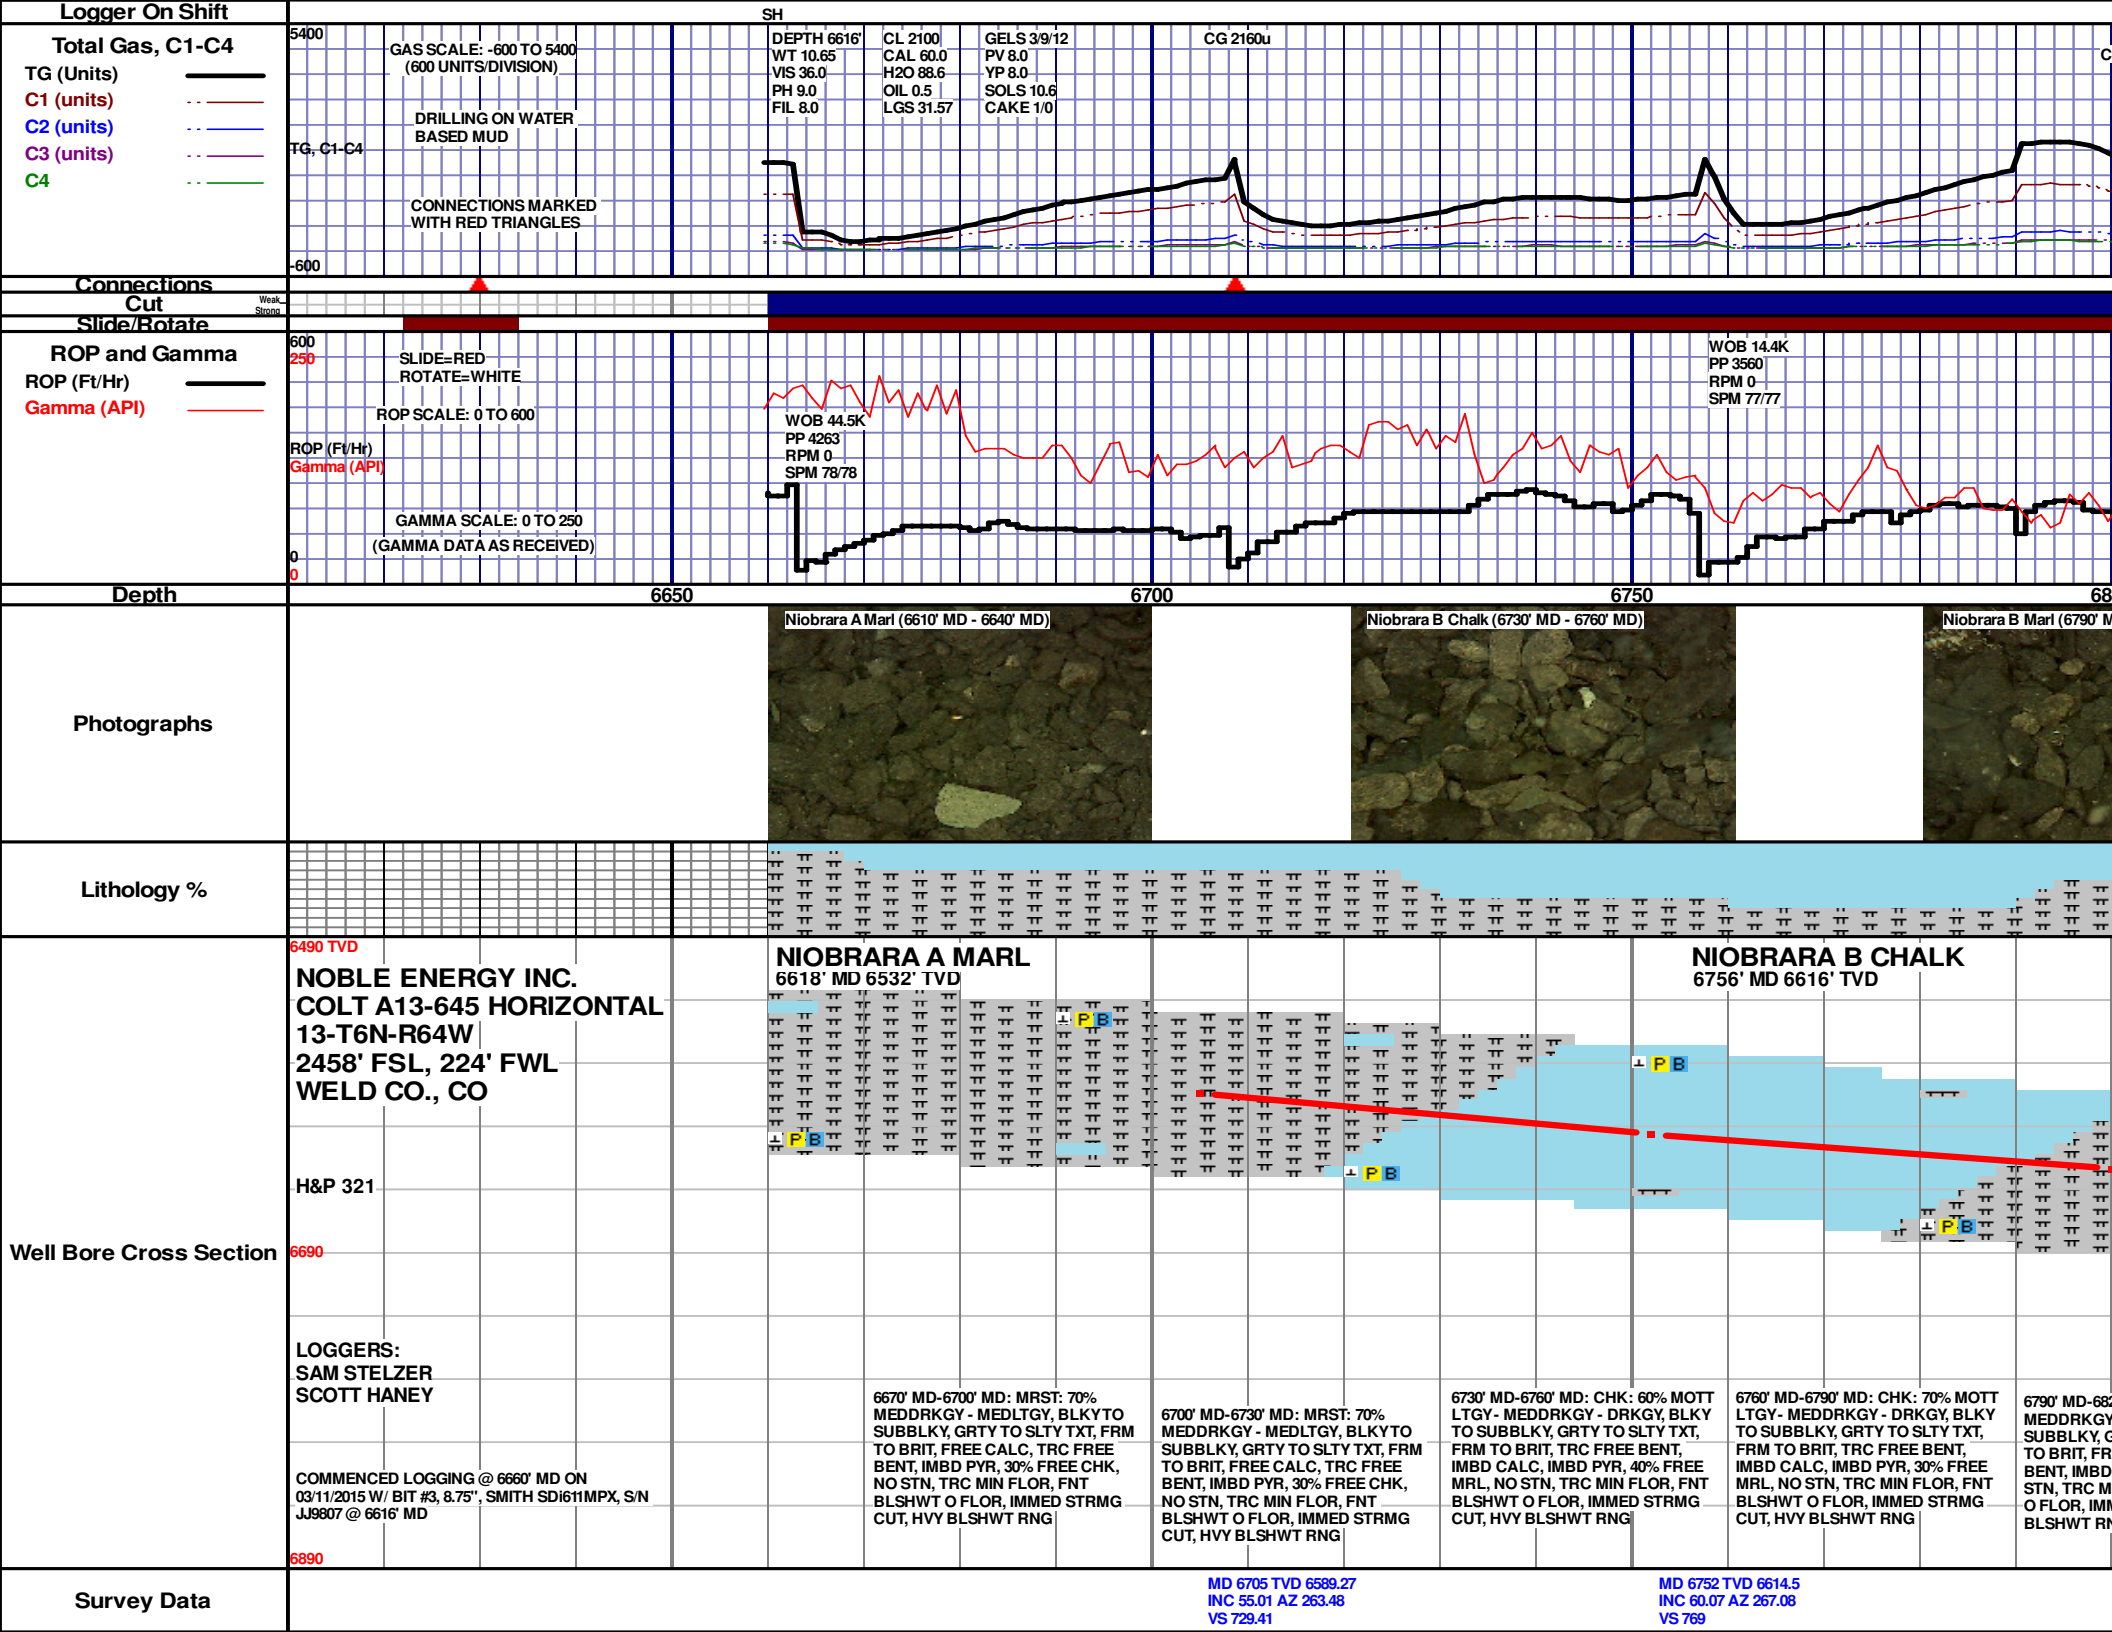 Logger On Shift
SH
Total Gas, C1-C4
TG (Units)
C1 (units)
C2 (units)
C3 (units)
C4
5400
TG, C1-C4
-600
GAS SCALE: -600 TO 5400
(600 UNITS/DIVISION)
DRILLING ON WATER
BASED MUD
CONNECTIONS MARKED
WITH RED TRIANGLES
DEPTH 6616'
WT 10.65
VIS 36.0
PH 9.0
FIL 8.0
CL 2100
CAL 60.0
H2O 88.6
OIL 0.5
LGS 31.57
GELS 3/9/12
PV 8.0
YP 8.0
SOLS 10.6
CAKE 1/0
CG 2160u
C
Connections
Cut
Weak
Strong
Slide/Rotate
ROP and Gamma
ROP (Ft/Hr)
Gamma (API)
600
250
ROP (Ft/Hr)
Gamma (API)
0
0
SLIDE=RED
ROTATE=WHITE
ROP SCALE: 0 TO 600
GAMMA SCALE: 0 TO 250
(GAMMA DATA AS RECEIVED)
WOB 44.5K
PP 4263
RPM 0
SPM 78/78
WOB 14.4K
PP 3560
RPM 0
SPM 77/77
Depth
6650
6700
6750
68
Photographs
Niobrara A Marl (6610' MD - 6640' MD)
Niobrara B Chalk (6730' MD - 6760' MD)
Niobrara B Marl (6790' M
Lithology %
Well Bore Cross Section
6490 TVD
6690
6890
NOBLE ENERGY INC.
COLT A13-645 HORIZONTAL
13-T6N-R64W
2458' FSL, 224' FWL
WELD CO., CO
H&P 321
LOGGERS:
SAM STELZER
SCOTT HANEY
COMMENCED LOGGING @ 6660' MD ON
03/11/2015 W/ BIT #3, 8.75", SMITH SDi611MPX, S/N
JJ9807 @ 6616' MD
NIOBRARA A MARL
6618' MD 6532' TVD
NIOBRARA B CHALK
6756' MD 6616' TVD
P B
P B
P B
P B
P B
6670' MD-6700' MD: MRST: 70%
MEDDRKGY - MEDLTGY, BLKY TO
SUBBLKY, GRTY TO SLTY TXT, FRM
TO BRIT, FREE CALC, TRC FREE
BENT, IMBD PYR, 30% FREE CHK,
NO STN, TRC MIN FLOR, FNT
BLSHWT O FLOR, IMMED STRMG
CUT, HVY BLSHWT RNG
6700' MD-6730' MD: MRST: 70%
MEDDRKGY - MEDLTGY, BLKY TO
SUBBLKY, GRTY TO SLTY TXT, FRM
TO BRIT, FREE CALC, TRC FREE
BENT, IMBD PYR, 30% FREE CHK,
NO STN, TRC MIN FLOR, FNT
BLSHWT O FLOR, IMMED STRMG
CUT, HVY BLSHWT RNG
6730' MD-6760' MD: CHK: 60% MOTT
LTGY - MEDDRKGY - DRKGY, BLKY
TO SUBBLKY, GRTY TO SLTY TXT,
FRM TO BRIT, TRC FREE BENT,
IMBD CALC, IMBD PYR, 40% FREE
MRL, NO STN, TRC MIN FLOR, FNT
BLSHWT O FLOR, IMMED STRMG
CUT, HVY BLSHWT RNG
6760' MD-6790' MD: CHK: 70% MOTT
LTGY - MEDDRKGY - DRKGY, BLKY
TO SUBBLKY, GRTY TO SLTY TXT,
FRM TO BRIT, TRC FREE BENT,
IMBD CALC, IMBD PYR, 30% FREE
MRL, NO STN, TRC MIN FLOR, FNT
BLSHWT O FLOR, IMMED STRMG
CUT, HVY BLSHWT RNG
6790' MD-682
MEDDRKGY
SUBBLKY, G
TO BRIT, FR
BENT, IMBD
STN, TRC M
O FLOR, IMM
BLSHWT RN
Survey Data
MD 6705 TVD 6589.27
INC 55.01 AZ 263.48
VS 729.41
MD 6752 TVD 6614.5
INC 60.07 AZ 267.08
VS 769